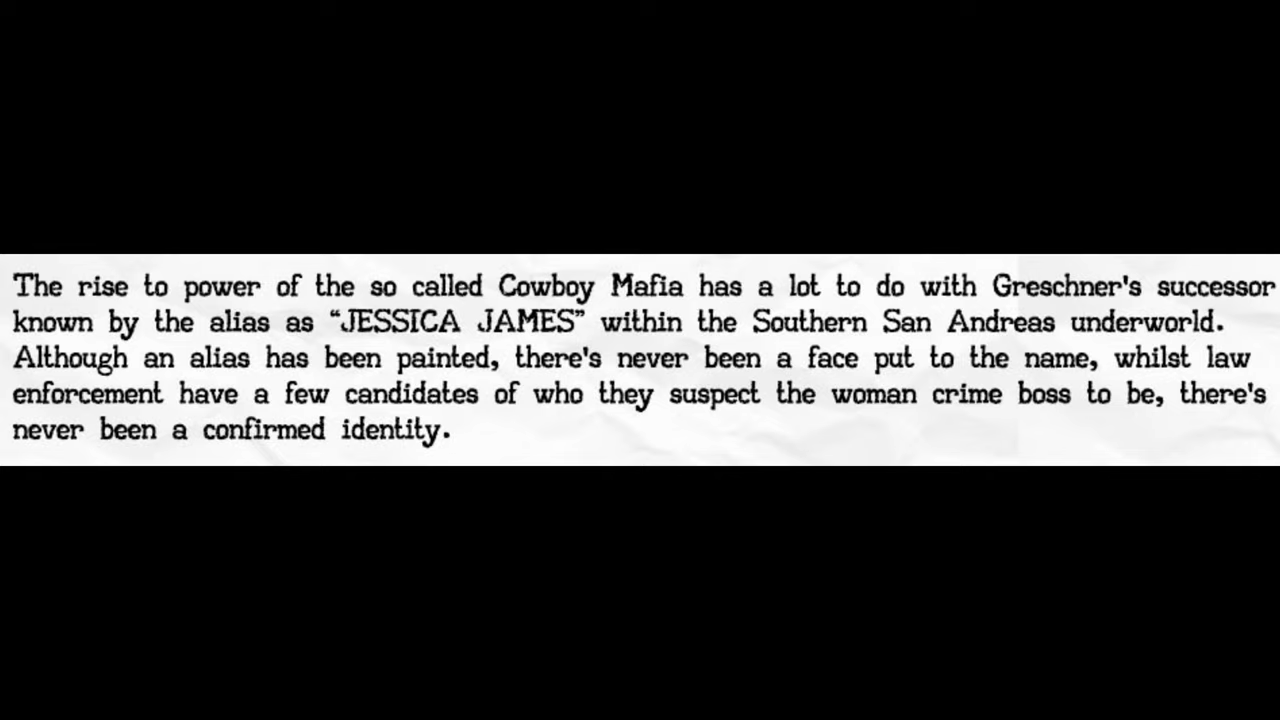 The rise to power of the so called Cowboy Mafia has a lot to do with Greschner's successor
known by the alias as “JESSICA JAMES” within the Southern San Andreas underworld.
Although an alias has been painted, there's never been a face put to the name, whilst law
enforcement have a few candidates of who they suspect the woman crime boss to be, there's
never been a confirmed identity.